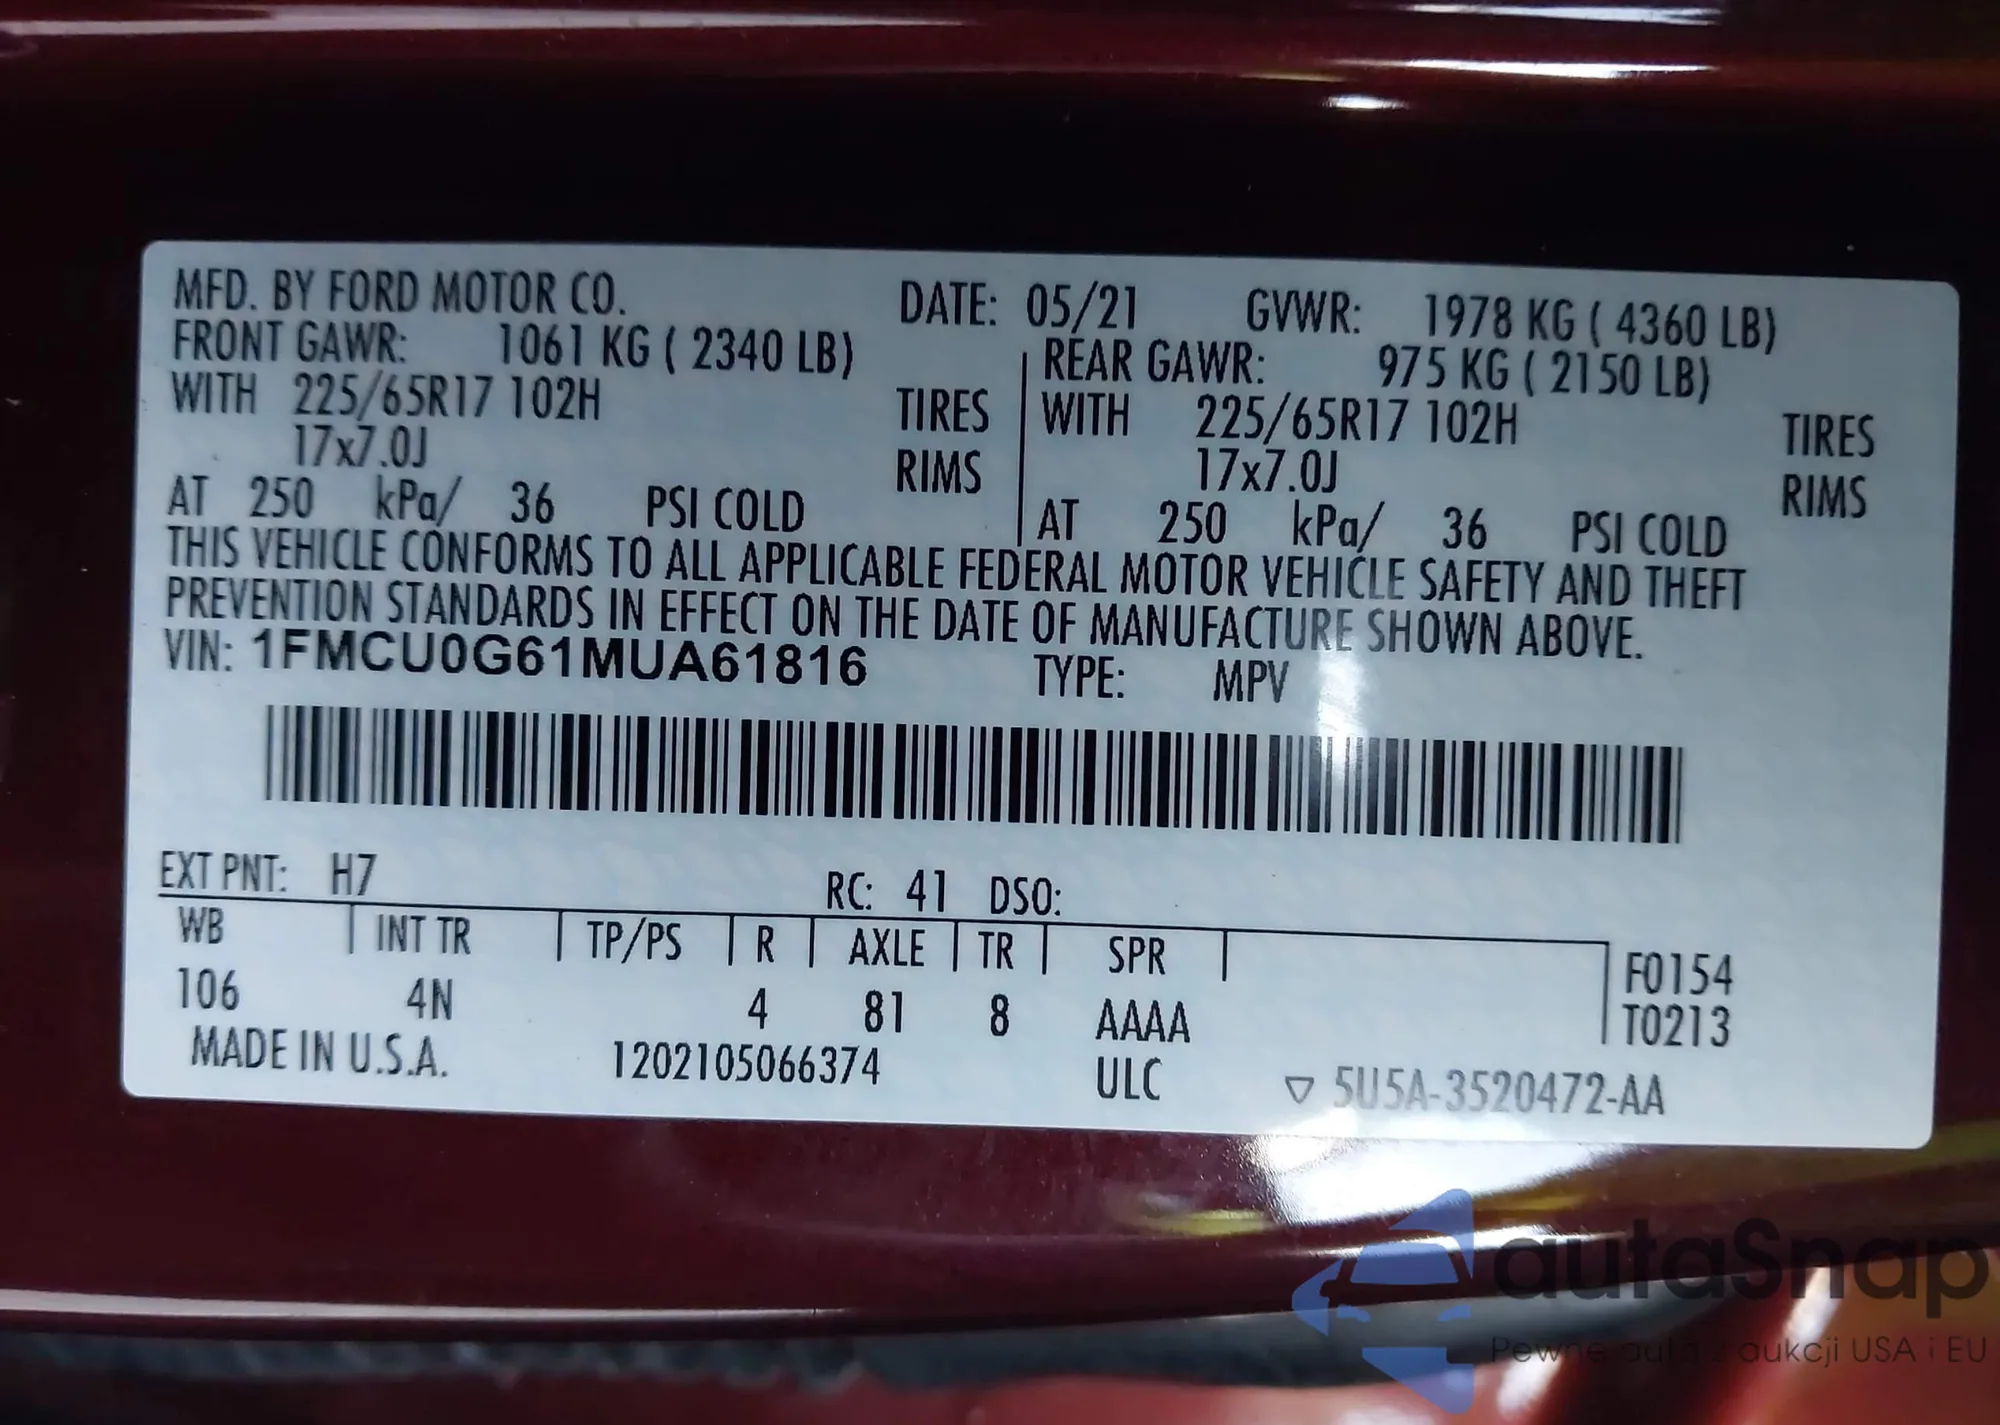 MFD. BY FORD MOTOR CO. DATE: 05/21 GVWR: 1978 KG ( 4360 LB)
FRONT GAWR: 1061 KG ( 2340 LB) REAR GAWR: 975 KG ( 2150 LB)
WITH 225/65R17 102H TIRES WITH 225/65R17 102H TIRES
17x7.0J RIMS 17x7.0J RIMS
AT 250 kPa/ 36 PSI COLD AT 250 kPa/ 36 PSI COLD
THIS VEHICLE CONFORMS TO ALL APPLICABLE FEDERAL MOTOR VEHICLE SAFETY AND THEFT
PREVENTION STANDARDS IN EFFECT ON THE DATE OF MANUFACTURE SHOWN ABOVE.
VIN: 1FMCU0G61MUA61816 TYPE: MPV
EXT PNT: H7 RC: 41 DSO:
WB INT TR TP/PS R AXLE TR SPR F0154
106 4N 4 81 8 AAAA T0213
MADE IN U.S.A. 1202105066374 ULC ▽ 5U5A-3520472-AA
autaSnap
Pewne auta z aukcji USA i EU